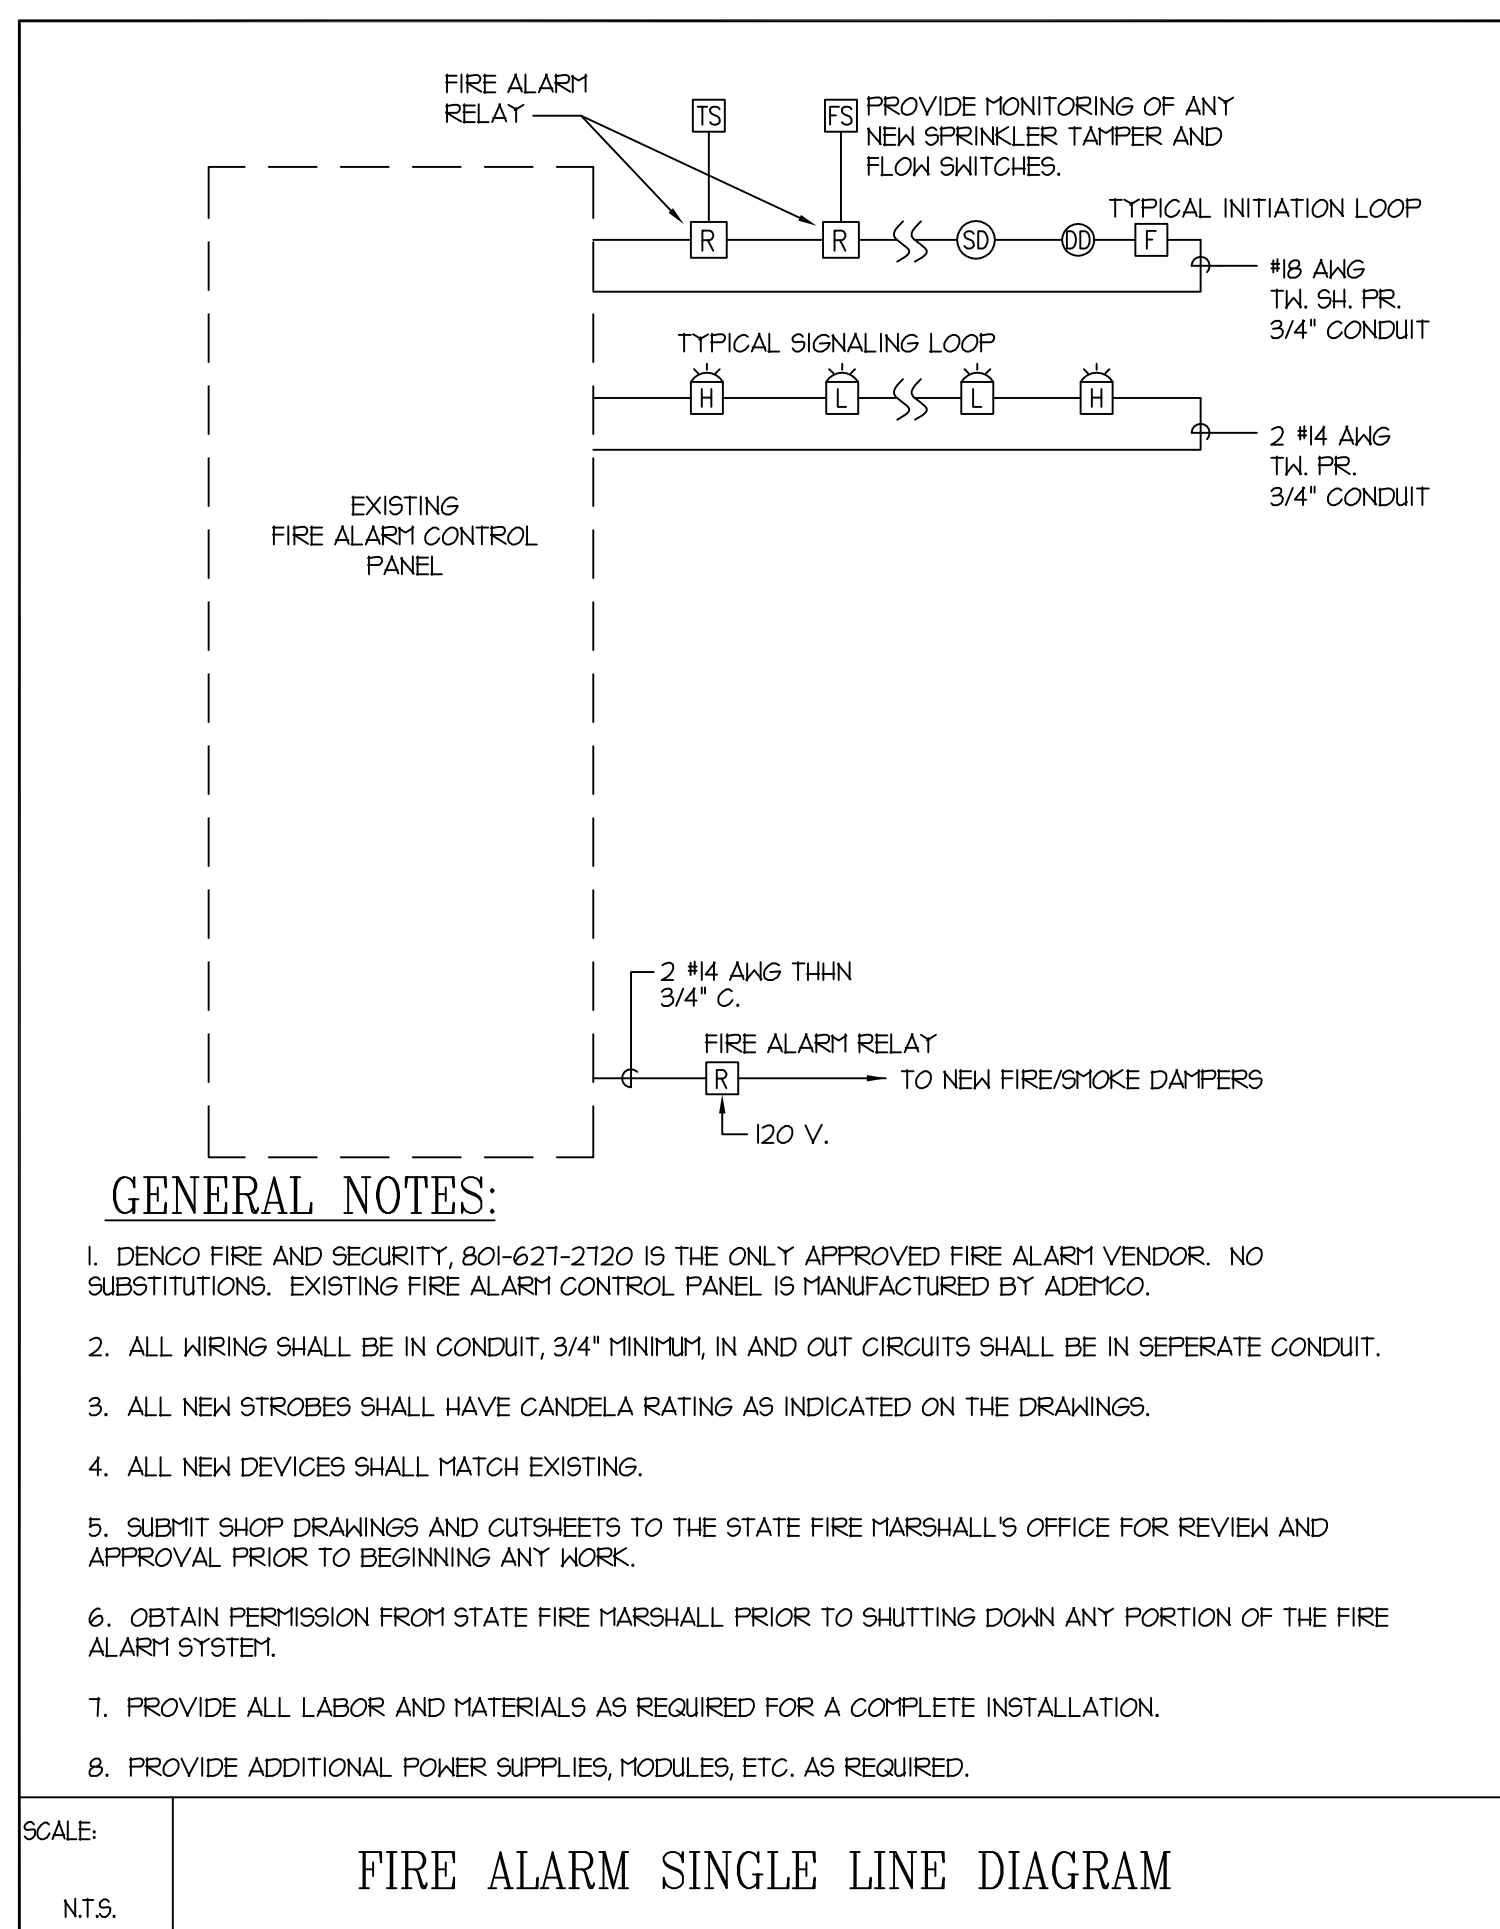 FIRE ALARM
RELAY
TS
FS
PROVIDE MONITORING OF ANY
NEW SPRINKLER TAMPER AND
FLOW SWITCHES.
TYPICAL INITIATION LOOP
R
R
SD
DD
F
#18 AWG
TW. SH. PR.
3/4" CONDUIT
TYPICAL SIGNALING LOOP
H
L
L
H
2 #14 AWG
TW. PR.
3/4" CONDUIT
EXISTING
FIRE ALARM CONTROL
PANEL
2 #14 AWG THHN
3/4" C.
FIRE ALARM RELAY
R
TO NEW FIRE/SMOKE DAMPERS
120 V.
GENERAL NOTES:
1. DENCO FIRE AND SECURITY, 801-627-2720 IS THE ONLY APPROVED FIRE ALARM VENDOR. NO
SUBSTITUTIONS. EXISTING FIRE ALARM CONTROL PANEL IS MANUFACTURED BY ADEMCO.
2. ALL WIRING SHALL BE IN CONDUIT, 3/4" MINIMUM, IN AND OUT CIRCUITS SHALL BE IN SEPERATE CONDUIT.
3. ALL NEW STROBES SHALL HAVE CANDELA RATING AS INDICATED ON THE DRAWINGS.
4. ALL NEW DEVICES SHALL MATCH EXISTING.
5. SUBMIT SHOP DRAWINGS AND CUTSHEETS TO THE STATE FIRE MARSHALL'S OFFICE FOR REVIEW AND
APPROVAL PRIOR TO BEGINNING ANY WORK.
6. OBTAIN PERMISSION FROM STATE FIRE MARSHALL PRIOR TO SHUTTING DOWN ANY PORTION OF THE FIRE
ALARM SYSTEM.
7. PROVIDE ALL LABOR AND MATERIALS AS REQUIRED FOR A COMPLETE INSTALLATION.
8. PROVIDE ADDITIONAL POWER SUPPLIES, MODULES, ETC. AS REQUIRED.
SCALE:
N.T.S.
FIRE ALARM SINGLE LINE DIAGRAM